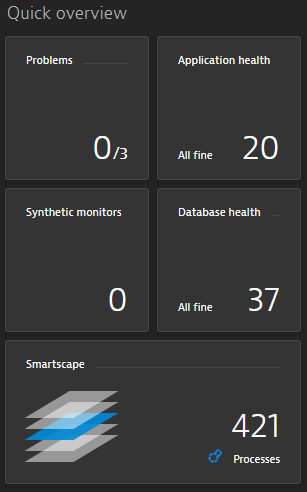 Quick overview
Problems
0/3
Application health
All fine 20
Synthetic monitors
0
Database health
All fine 37
Smartscape
421
Processes